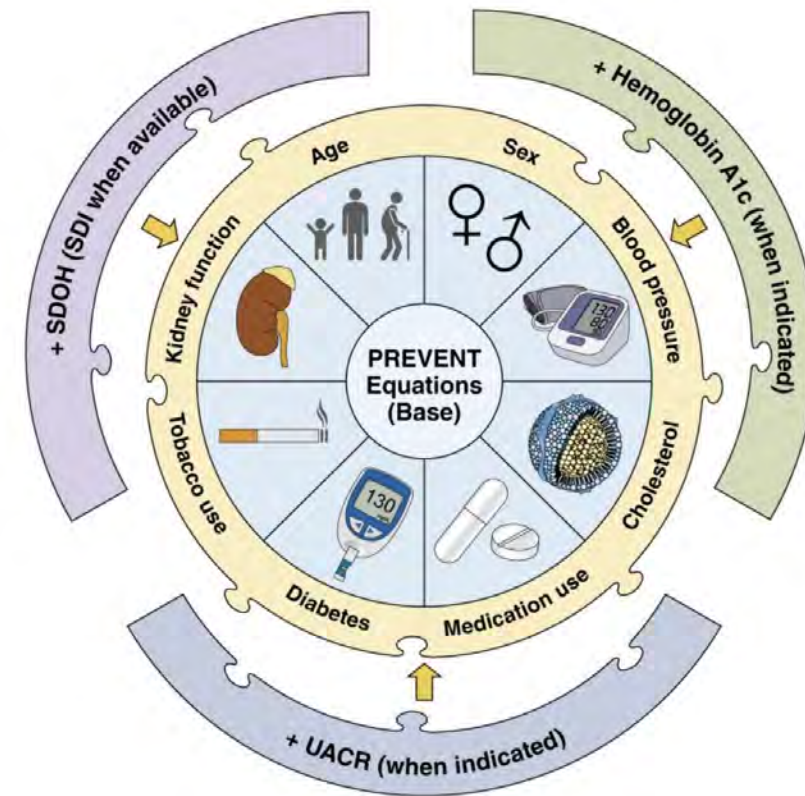 + SDOH (SDI when available)
+ Hemoglobin A1c (when indicated)
Age
Sex
Kidney function
Blood pressure
130
80
PREVENT
Equations
(Base)
Tobacco use
Cholesterol
130
Diabetes
Medication use
+ UACR (when indicated)